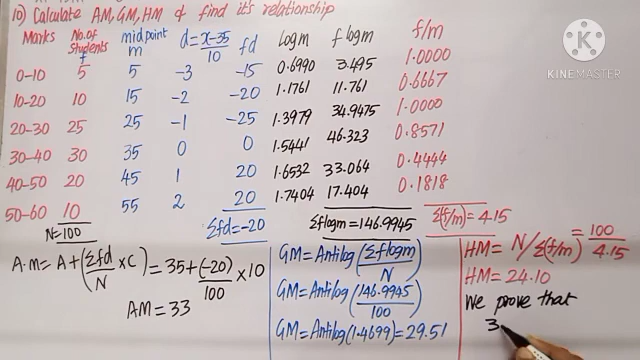 10) Calculate AM, GM, HM & find it's relationship
Marks No. of Students f midpoint m d = x-35/10 fd logm f logm f/m
0-10 5 5 -3 -15 0.6990 3.495 1.0000
10-20 10 15 -2 -20 1.1761 11.761 0.6667
20-30 25 25 -1 -25 1.3979 34.9475 1.0000
30-40 30 35 0 0 1.5441 46.323 0.8571
40-50 20 45 1 20 1.6532 33.064 0.4444
50-60 10 55 2 20 1.7404 17.404 0.1818
N=100 Σfd=-20 Σflogm=146.9945 Σ(f/m)=4.15
A.M = A + (Σfd/N × C) = 35 + (-20)/100 × 10
AM = 33
GM = Antilog (Σflogm/N)
GM = Antilog (146.9945/100)
GM = Antilog (1.4699) = 29.51
HM = N/Σ(f/m) = 100/4.15
HM = 24.10
We prove that
3
KINEMASTER